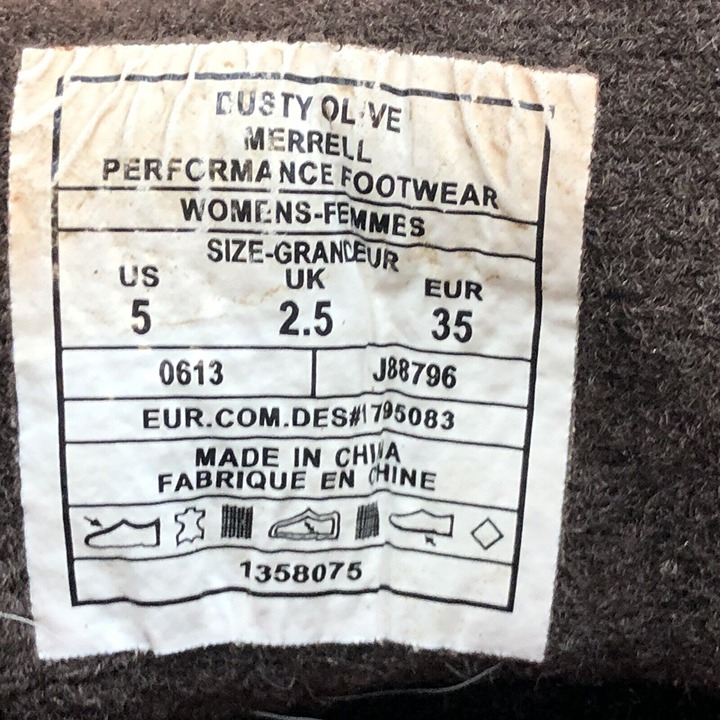 DUSTY OLIVE
MERRELL
PERFORMANCE FOOTWEAR
WOMENS-FEMMES
SIZE-GRANDEUR
US UK EUR
5 2.5 35
0613 J88796
EUR.COM.DES#1795083
MADE IN CHINA
FABRIQUE EN CHINE
1358075